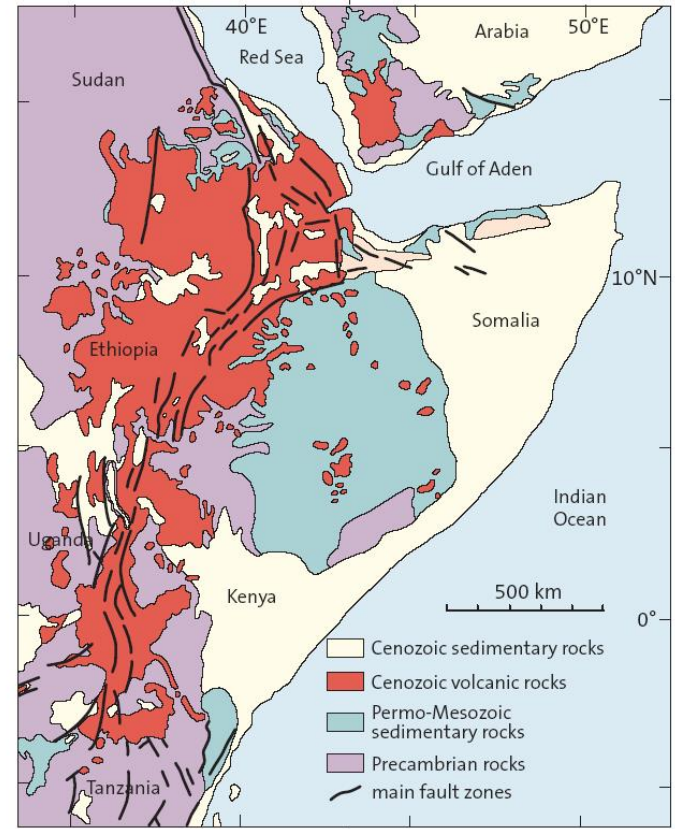 40°E
50°E
Arabia
Red Sea
Sudan
Gulf of Aden
10°N
Somalia
Ethiopia
Indian
Ocean
Uganda
Kenya
500 km
0°
Cenozoic sedimentary rocks
Cenozoic volcanic rocks
Permo-Mesozoic
sedimentary rocks
Precambrian rocks
main fault zones
Tanzania